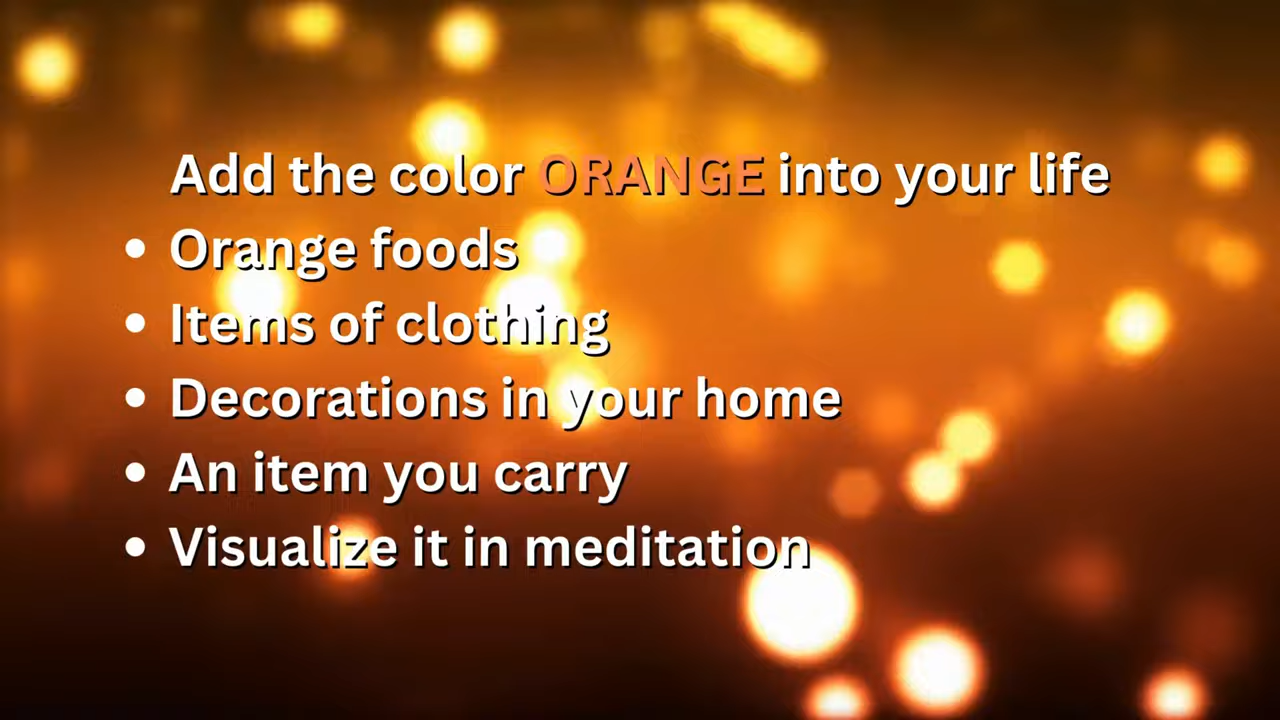 Add the color ORANGE into your life
• Orange foods
• Items of clothing
• Decorations in your home
• An item you carry
• Visualize it in meditation